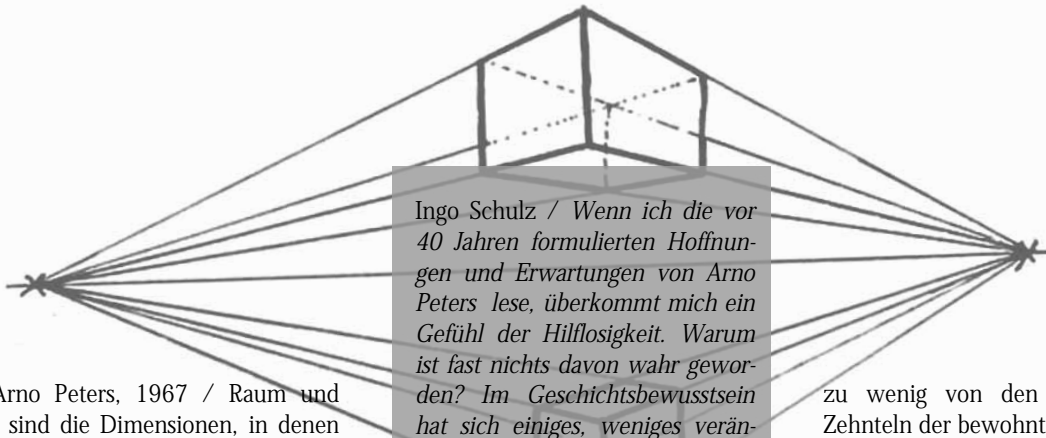 Arno Peters, 1967 / Raum und
sind die Dimensionen, in denen
Ingo Schulz / Wenn ich die vor
40 Jahren formulierten Hoffnun-
gen und Erwartungen von Arno
Peters lese, überkommt mich ein
Gefühl der Hilflosigkeit. Warum
ist fast nichts davon wahr gewor-
den? Im Geschichtsbewusstsein
hat sich einiges, weniges verän-
zu wenig von den
Zehnteln der bewohnt